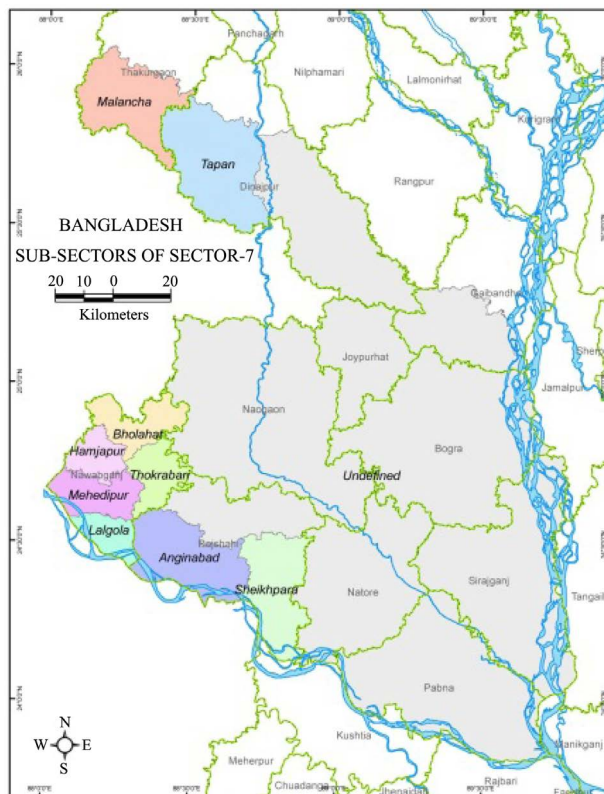 Panchagarh
Thakurgaon
Nilphamari
Lalmonirhat
Malancha
Kurigram
Tapan
Dinajpur
Rangpur
BANGLADESH
SUB-SECTORS OF SECTOR-7
20 10 0 20
Kilometers
Gaibandha
Joypurhat
Sherpur
Jamalpur
Naogaon
Bholahat
Bogra
Hamjapur
Nawabganj
Thokrabari
Undefined
Mehedipur
Lalgola
Rajshahi
Anginabad
Sirajganj
Sheikhpara
Natore
Tangail
Pabna
N
W E
S
Kushtia
Manikganj
Meherpur
Rajbari
Chuadanga
Jhenaidah